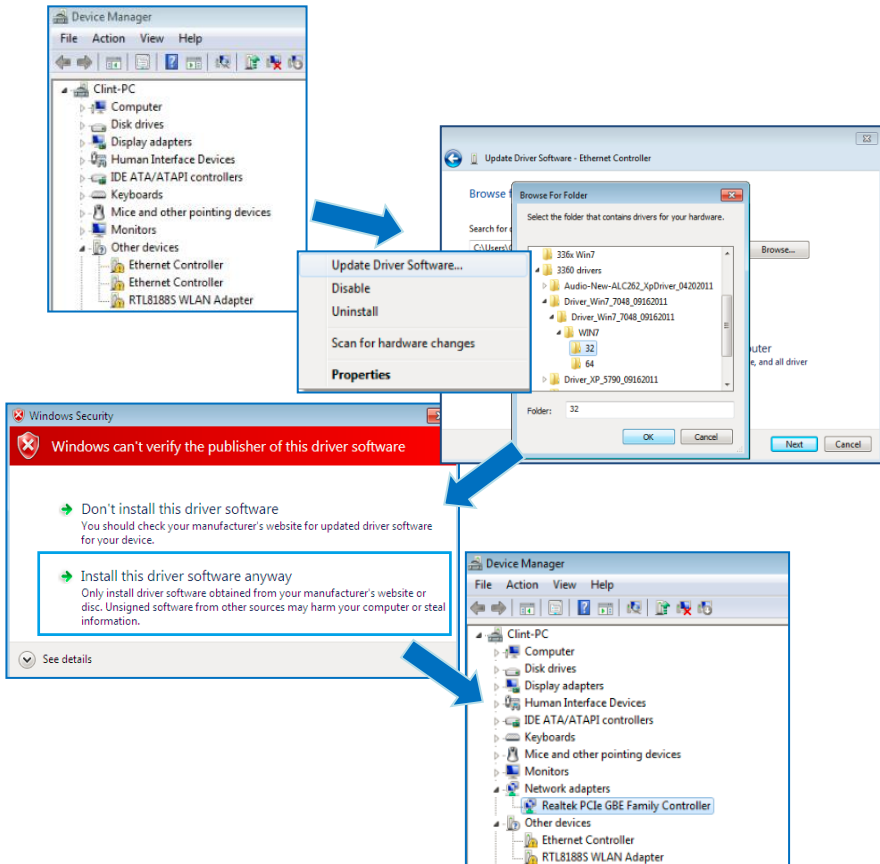 Device Manager
File Action View Help
Clint-PC
Computer
Disk drives
Display adapters
Human Interface Devices
IDE ATA/ATAPI controllers
Keyboards
Mice and other pointing devices
Monitors
Other devices
Ethernet Controller
Ethernet Controller
RTL8188S WLAN Adapter
Update Driver Software...
Disable
Uninstall
Scan for hardware changes
Properties
Update Driver Software - Ethernet Controller
Browse
Search for
Browse...
and all driver
Next Cancel
Browse For Folder
Select the folder that contains drivers for your hardware.
336x Win7
3360 drivers
Audio-New-ALC262_XpDriver_04202011
Driver_Win7_7048_09162011
Driver_Win7_7048_09162011
WIN7
32
64
Driver_XP_5790_09162011
Folder: 32
OK Cancel
Windows Security
Windows can't verify the publisher of this driver software
Don't install this driver software
You should check your manufacturer's website for updated driver software
for your device.
Install this driver software anyway
Only install driver software obtained from your manufacturer's website or
disc. Unsigned software from other sources may harm your computer or steal
information.
See details
Device Manager
File Action View Help
Clint-PC
Computer
Disk drives
Display adapters
Human Interface Devices
IDE ATA/ATAPI controllers
Keyboards
Mice and other pointing devices
Monitors
Network adapters
Realtek PCIe GBE Family Controller
Other devices
Ethernet Controller
RTL8188S WLAN Adapter